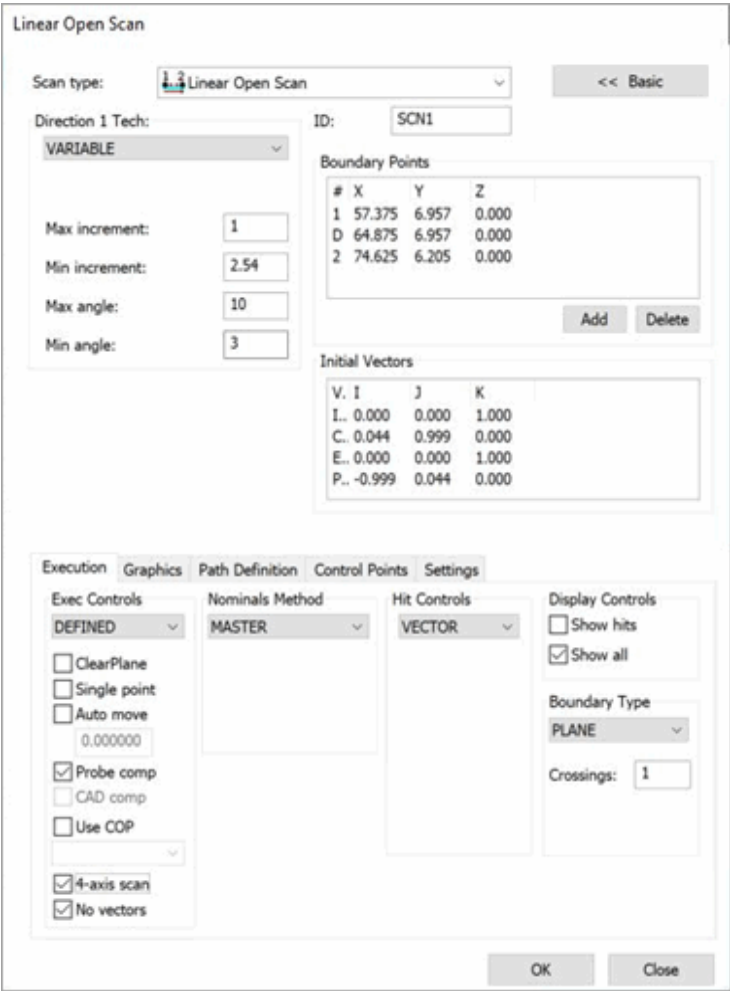 Linear Open Scan
Scan type: Linear Open Scan << Basic
Direction 1 Tech:
VARIABLE
Max increment: 1
Min increment: 2.54
Max angle: 10
Min angle: 3
ID: SCN1
Boundary Points
# X Y Z
1 57.375 6.957 0.000
D 64.875 6.957 0.000
2 74.625 6.205 0.000
Add Delete
Initial Vectors
V. I J K
I.. 0.000 0.000 1.000
C.. 0.044 0.999 0.000
E.. 0.000 0.000 1.000
P.. -0.999 0.044 0.000
Execution Graphics Path Definition Control Points Settings
Exec Controls
DEFINED
ClearPlane
Single point
Auto move
0.000000
Probe comp
CAD comp
Use COP
4-axis scan
No vectors
Nominals Method
MASTER
Hit Controls
VECTOR
Display Controls
Show hits
Show all
Boundary Type
PLANE
Crossings: 1
OK Close